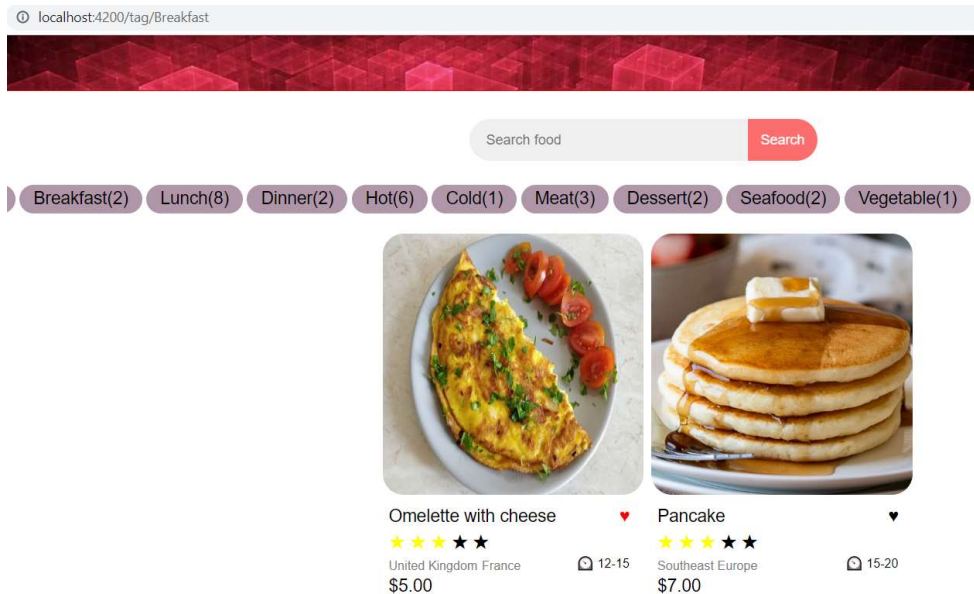 localhost:4200/tag/Breakfast
Search food Search
Breakfast(2) Lunch(8) Dinner(2) Hot(6) Cold(1) Meat(3) Dessert(2) Seafood(2) Vegetable(1)
Omelette with cheese ♥ Pancake ♥
★★★★★ ★★★★★
United Kingdom France 12-15 Southeast Europe 15-20
$5.00 $7.00